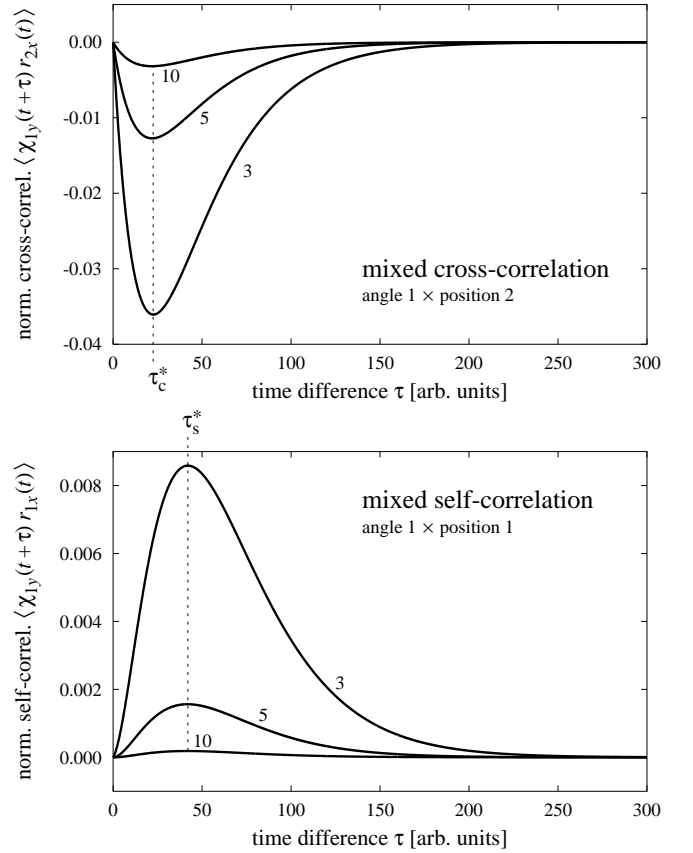 norm. cross-correl. ⟨ χ1y(t + τ) r2x(t) ⟩
0.00
-0.01
-0.02
-0.03
-0.04
10
5
3
mixed cross-correlation
angle 1 × position 2
0 50 100 150 200 250 300
τc*
time difference τ [arb. units]
τs*
norm. self-correl. ⟨ χ1y(t + τ) r1x(t) ⟩
0.008
0.006
0.004
0.002
0.000
mixed self-correlation
angle 1 × position 1
3
5
10
0 50 100 150 200 250 300
time difference τ [arb. units]